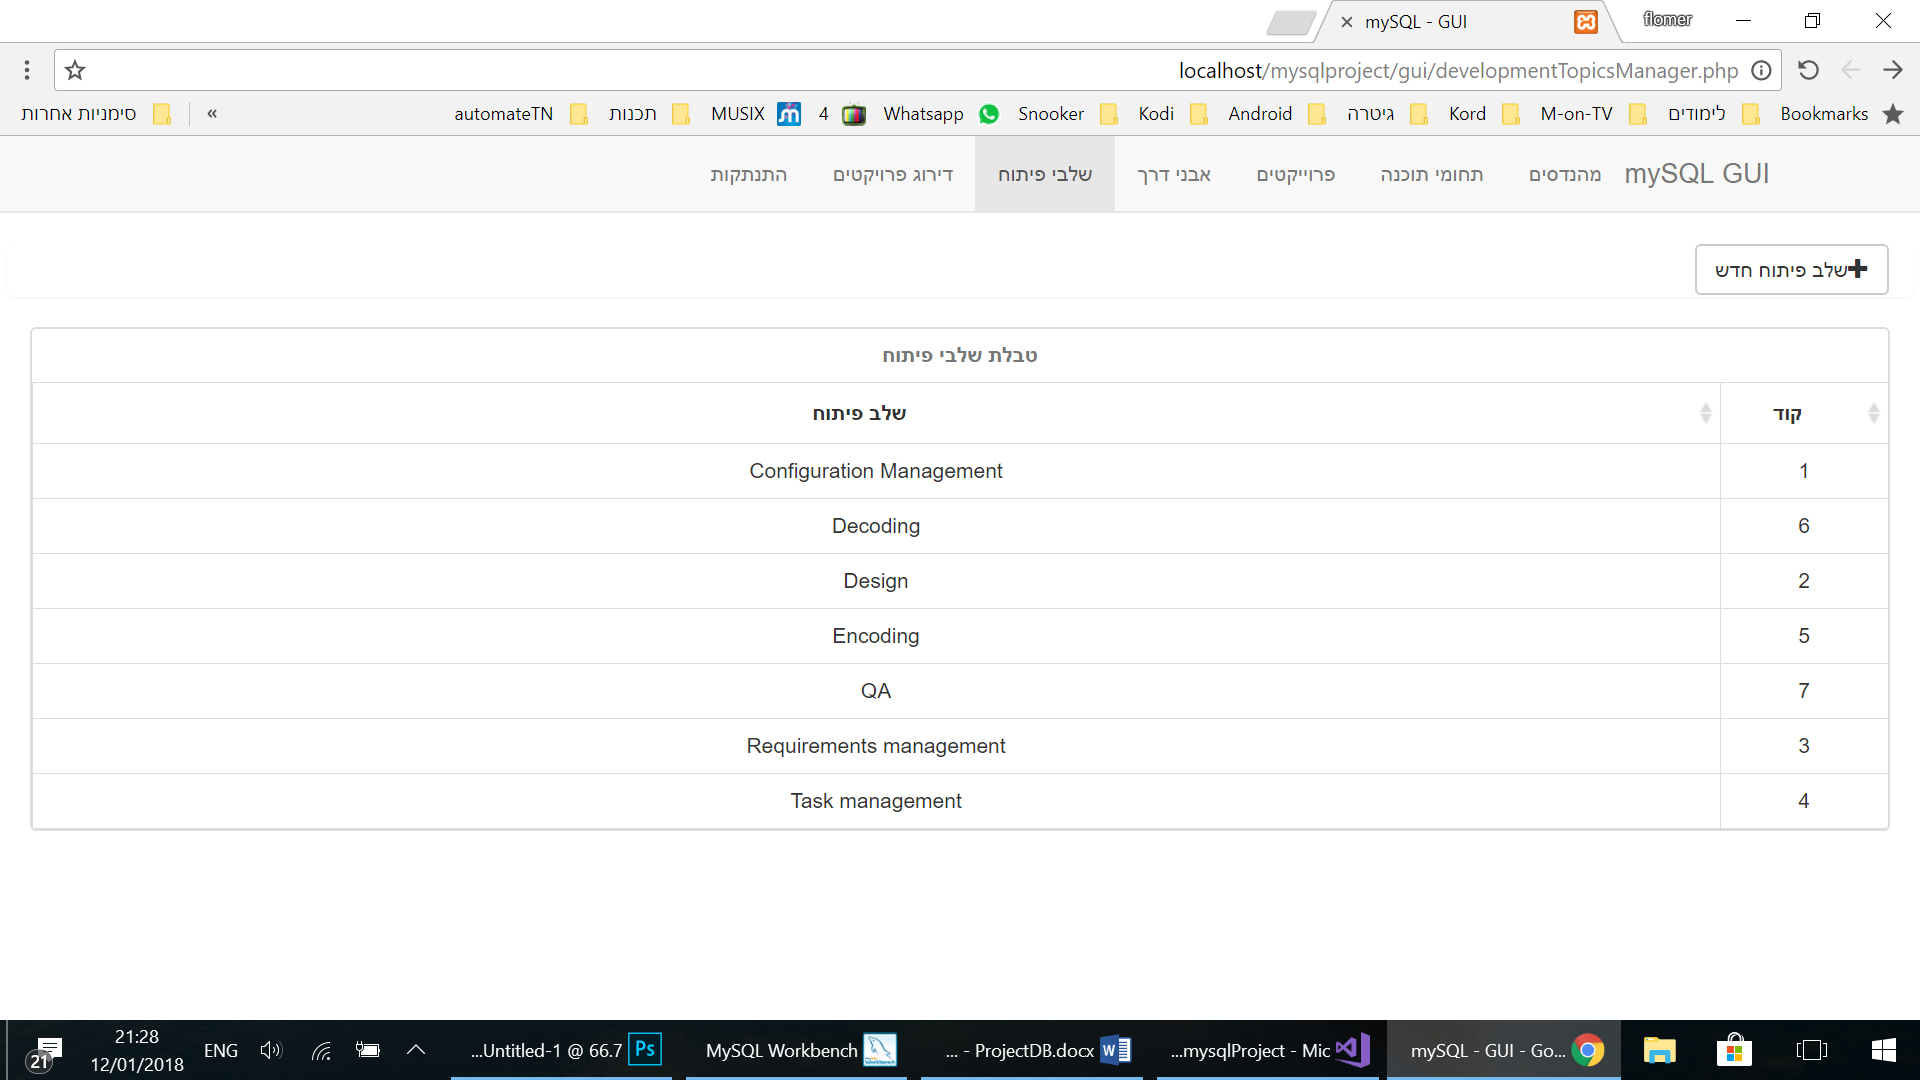 mySQL - GUI
flomer
localhost/mysqlproject/gui/developmentTopicsManager.php
Bookmarks לימודים M-on-TV Kord גיטרה Android Kodi Snooker Whatsapp 4 MUSIX תכנות automateTN » סימניות אחרות
mySQL GUI מהנדסים תחומי תוכנה פרוייקטים אבני דרך שלבי פיתוח דירוג פרויקטים התנתקות
שלב פיתוח חדש
טבלת שלבי פיתוח
קוד שלב פיתוח
1 Configuration Management
6 Decoding
2 Design
5 Encoding
7 QA
3 Requirements management
4 Task management
mySQL - GUI - Go... ...mysqlProject - Mic ... - ProjectDB.docx MySQL Workbench ...Untitled-1 @ 66.7 ENG 21:28
12/01/2018
21